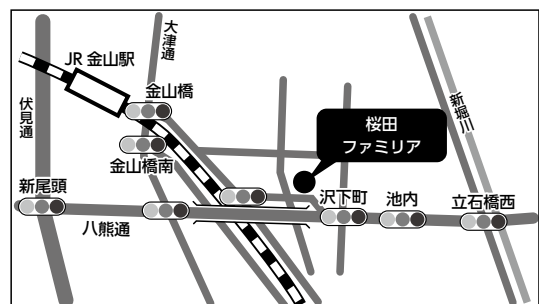 大津通
JR 金山駅
金山橋
伏見通
桜田
ファミリア
新堀川
金山橋南
新尾頭
沢下町
池内
立石橋西
八熊通